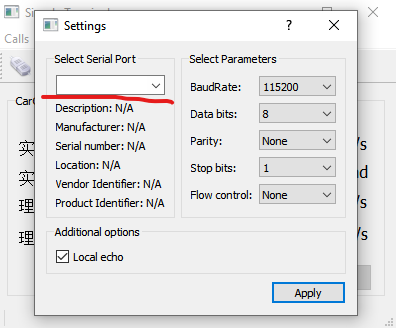 Settings
?
Calls
Select Serial Port
Select Parameters
BaudRate:
115200
Description: N/A
Data bits:
8
Manufacturer: N/A
Parity:
None
Serial number: N/A
Location: N/A
Stop bits:
1
Vendor Identifier: N/A
Flow control:
None
Product Identifier: N/A
Additional options
Local echo
Apply
实
实
理
理